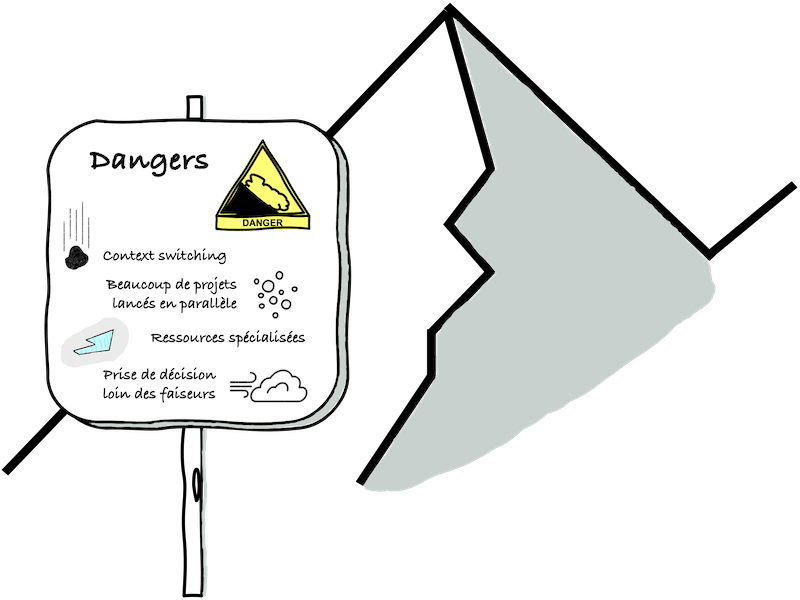 Dangers
DANGER
Context switching
Beaucoup de projets
lancés en parallèle
Ressources spécialisées
Prise de décision
loin des faiseurs